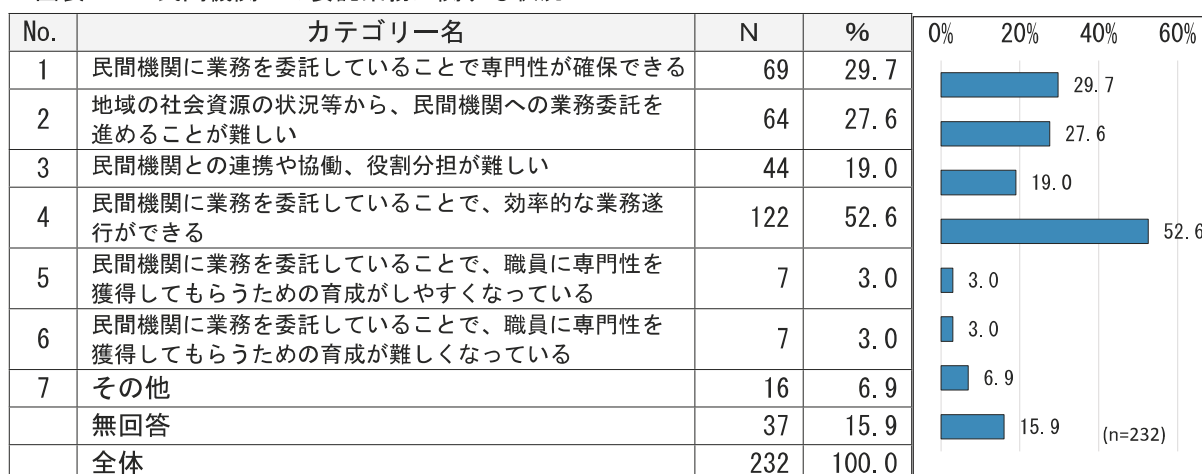 No. カテゴリー名 N %
1 民間機関に業務を委託していることで専門性が確保できる 69 29.7
2 地域の社会資源の状況等から、民間機関への業務委託を
進めることが難しい 64 27.6
3 民間機関との連携や協働、役割分担が難しい 44 19.0
4 民間機関に業務を委託していることで、効率的な業務遂
行ができる 122 52.6
5 民間機関に業務を委託していることで、職員に専門性を
獲得してもらうための育成がしやすくなっている 7 3.0
6 民間機関に業務を委託していることで、職員に専門性を
獲得してもらうための育成が難しくなっている 7 3.0
7 その他 16 6.9
無回答 37 15.9
全体 232 100.0
0% 20% 40% 60%
29.7
27.6
19.0
52.6
3.0
3.0
6.9
15.9
(n=232)